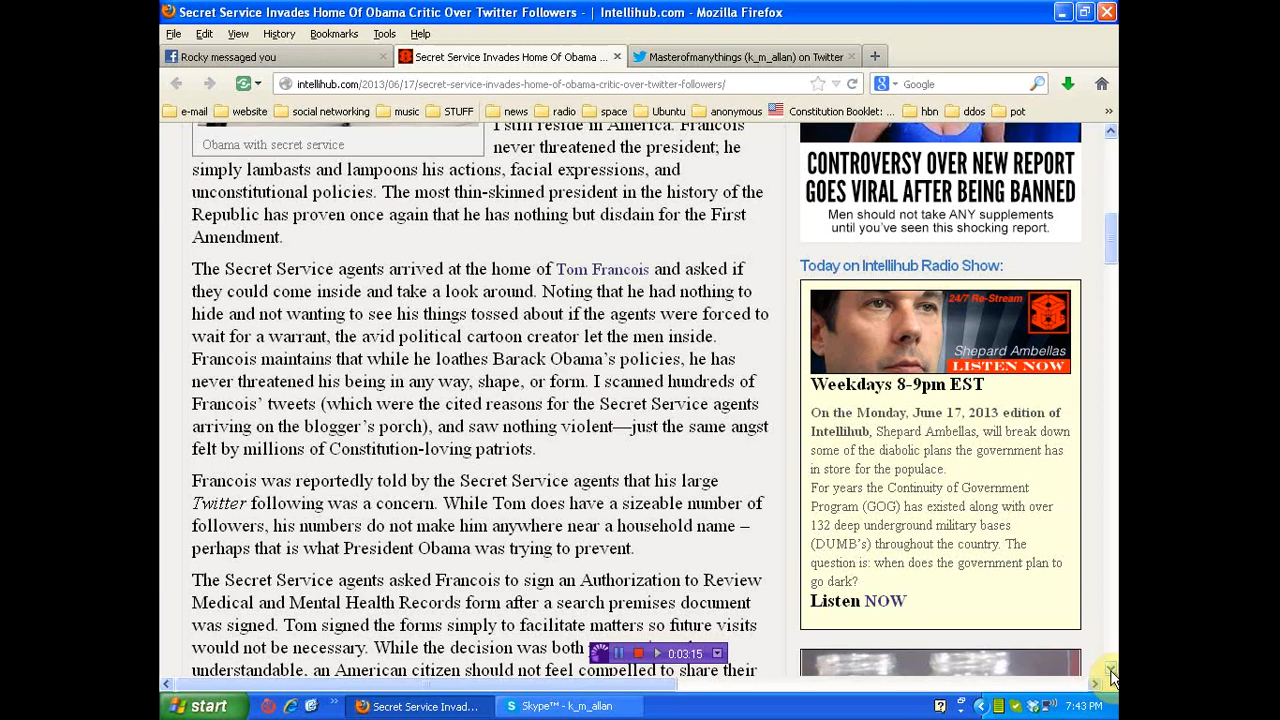 Secret Service Invades Home Of Obama Critic Over Twitter Followers - | Intellihub.com - Mozilla Firefox
File Edit View History Bookmarks Tools Help
Rocky messaged you
Secret Service Invades Home Of Obama ...
Masterofmanythings (k_m_allan) on Twitter
intellihub.com/2013/06/17/secret-service-invades-home-of-obama-critic-over-twitter-followers/
Google
e-mail website social networking music STUFF news radio space Ubuntu anonymous Constitution Booklet: ... hbn ddos pot
Obama with secret service
I still reside in America. Francois
never threatened the president; he
simply lambasts and lampoons his actions, facial expressions, and
unconstitutional policies. The most thin-skinned president in the history of the
Republic has proven once again that he has nothing but disdain for the First
Amendment.
The Secret Service agents arrived at the home of Tom Francois and asked if
they could come inside and take a look around. Noting that he had nothing to
hide and not wanting to see his things tossed about if the agents were forced to
wait for a warrant, the avid political cartoon creator let the men inside.
Francois maintains that while he loathes Barack Obama's policies, he has
never threatened his being in any way, shape, or form. I scanned hundreds of
Francois' tweets (which were the cited reasons for the Secret Service agents
arriving on the blogger's porch), and saw nothing violent—just the same angst
felt by millions of Constitution-loving patriots.
Francois was reportedly told by the Secret Service agents that his large
Twitter following was a concern. While Tom does have a sizeable number of
followers, his numbers do not make him anywhere near a household name –
perhaps that is what President Obama was trying to prevent.
The Secret Service agents asked Francois to sign an Authorization to Review
Medical and Mental Health Records form after a search premises document
was signed. Tom signed the forms simply to facilitate matters so future visits
would not be necessary. While the decision was both
understandable, an American citizen should not feel compelled to share their
CONTROVERSY OVER NEW REPORT
GOES VIRAL AFTER BEING BANNED
Men should not take ANY supplements
until you've seen this shocking report.
Today on Intellihub Radio Show:
24/7 Re-Stream
Shepard Ambellas
LISTEN NOW
Weekdays 8-9pm EST
On the Monday, June 17, 2013 edition of
Intellihub, Shepard Ambellas, will break down
some of the diabolic plans the government has
in store for the populace.
For years the Continuity of Government
Program (GOG) has existed along with over
132 deep underground military bases
(DUMB's) throughout the country. The
question is: when does the government plan to
go dark?
Listen NOW
0:03:15
start
Secret Service Invad...
Skype™ - k_m_allan
7:43 PM